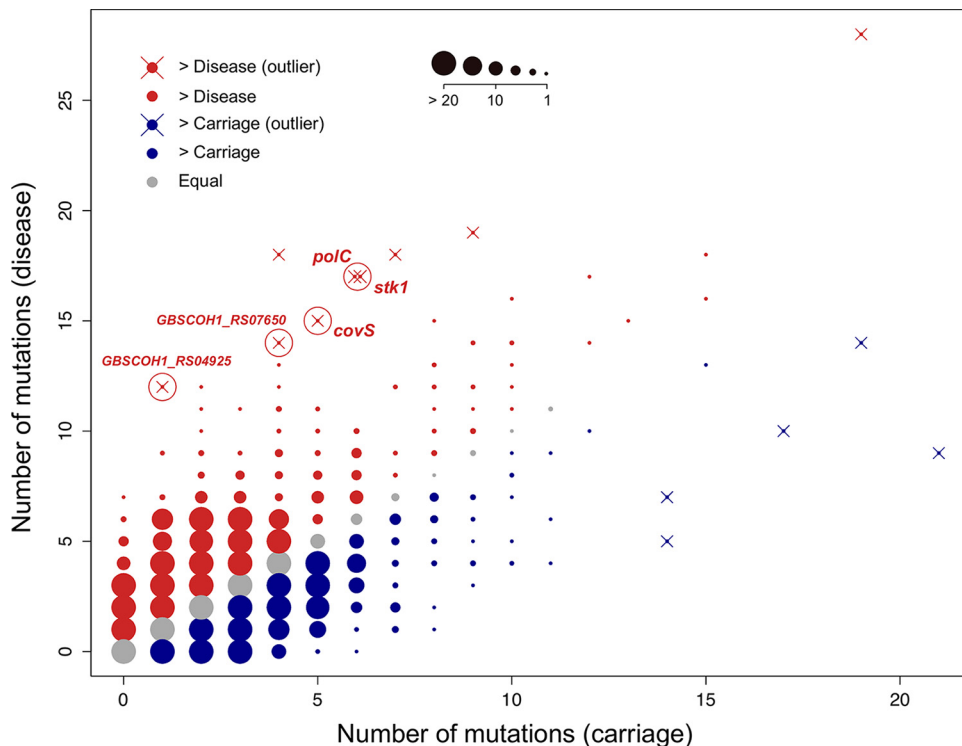 > Disease (outlier)
> Disease
> Carriage (outlier)
> Carriage
Equal
> 20 10 1
polC
stk1
GBSCOH1_RS07650
covS
GBSCOH1_RS04925
Number of mutations (disease)
25
20
15
10
5
0
0 5 10 15 20
Number of mutations (carriage)